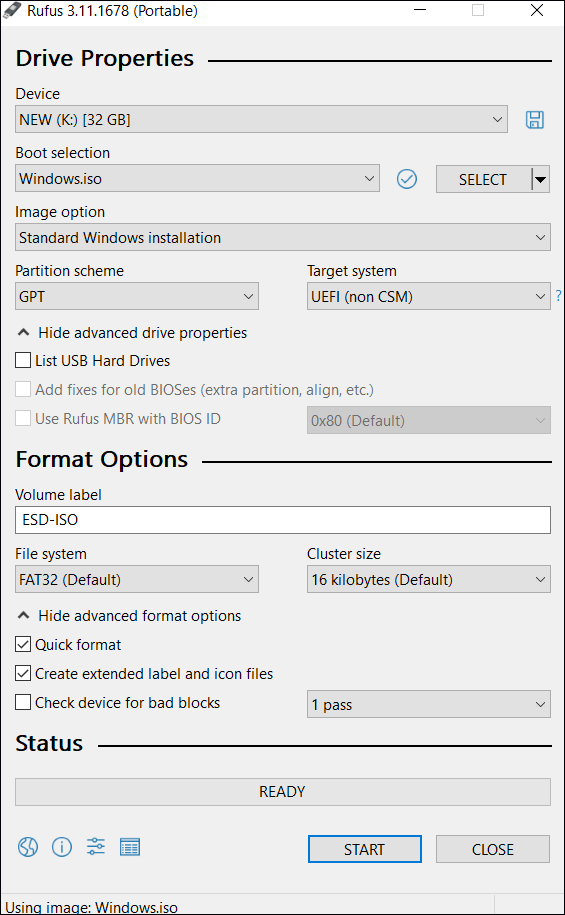 Rufus 3.11.1678 (Portable)
Drive Properties
Device
NEW (K:) [32 GB]
Boot selection
Windows.iso
SELECT
Image option
Standard Windows installation
Partition scheme
Target system
GPT
UEFI (non CSM)
?
Hide advanced drive properties
List USB Hard Drives
Add fixes for old BIOSes (extra partition, align, etc.)
Use Rufus MBR with BIOS ID
0x80 (Default)
Format Options
Volume label
ESD-ISO
File system
Cluster size
FAT32 (Default)
16 kilobytes (Default)
Hide advanced format options
Quick format
Create extended label and icon files
Check device for bad blocks
1 pass
Status
READY
START
CLOSE
Using image: Windows.iso